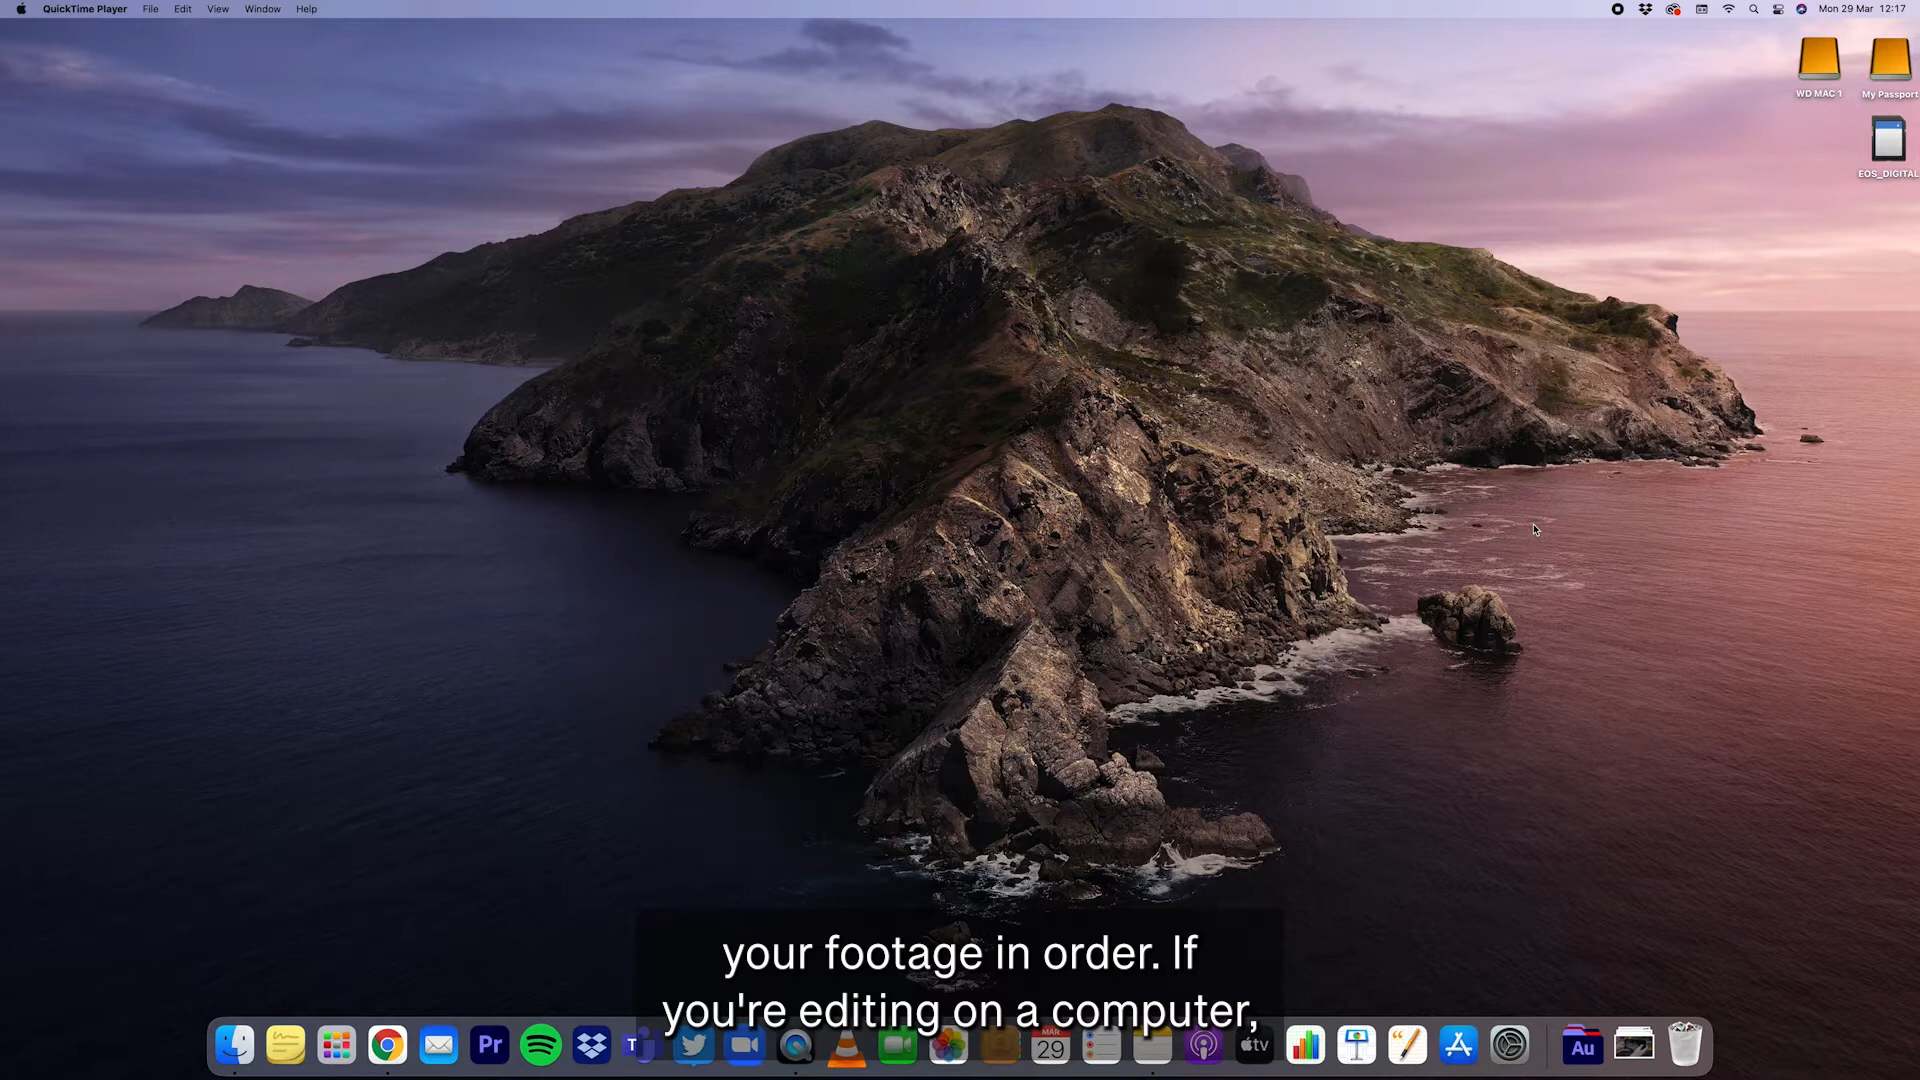 QuickTime Player File Edit View Window Help Mon 29 Mar 12:17
WD MAC 1 My Passport
EOS_DIGITAL
your footage in order. If
you're editing on a computer,
Pr T MAR 29 tv Au